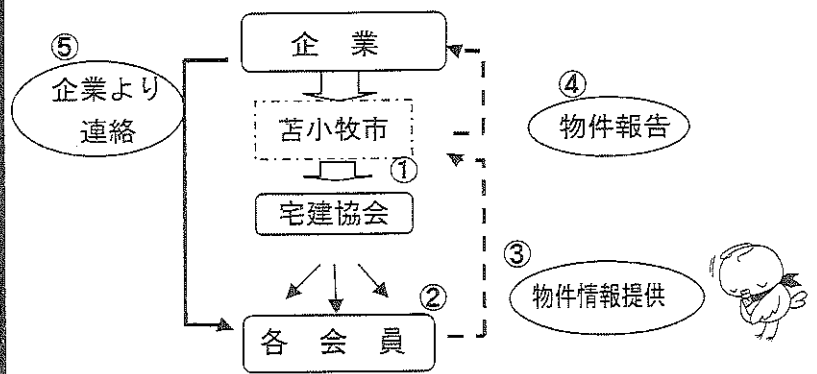 企 業
⑤
企業より
連絡
④
物件報告
苫小牧市
①
宅建協会
③
物件情報提供
②
各 会 員